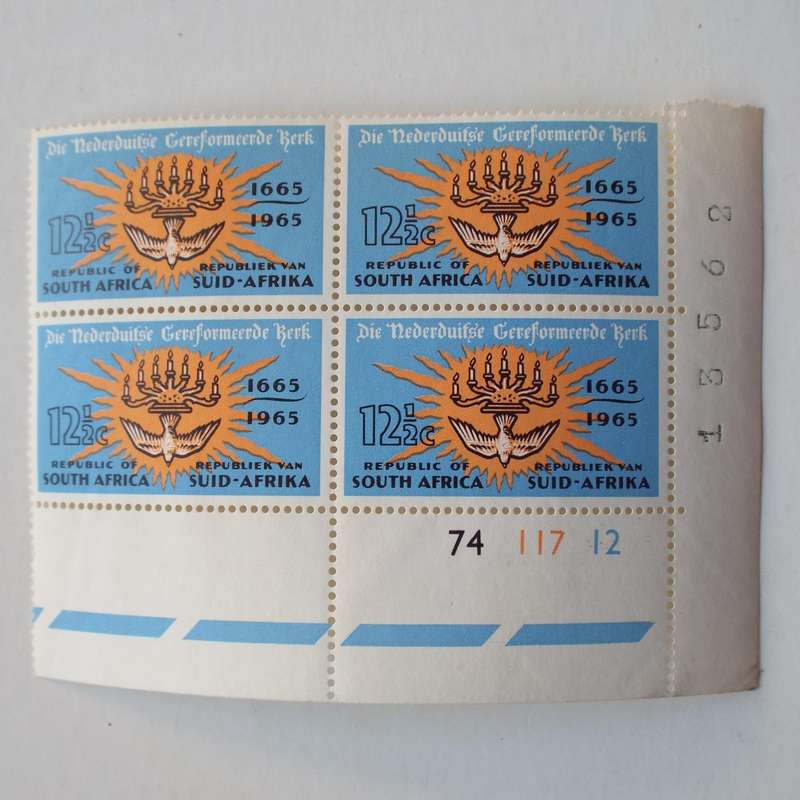 Die Nederduitse Gereformeerde Kerk
1665
1965
12½c
REPUBLIC OF SOUTH AFRICA
REPUBLIEK VAN SUID-AFRIKA
Die Nederduitse Gereformeerde Kerk
1665
1965
12½c
REPUBLIC OF SOUTH AFRICA
REPUBLIEK VAN SUID-AFRIKA
Die Nederduitse Gereformeerde Kerk
1665
1965
12½c
REPUBLIC OF SOUTH AFRICA
REPUBLIEK VAN SUID-AFRIKA
Die Nederduitse Gereformeerde Kerk
1665
1965
12½c
REPUBLIC OF SOUTH AFRICA
REPUBLIEK VAN SUID-AFRIKA
74 117 12
13562